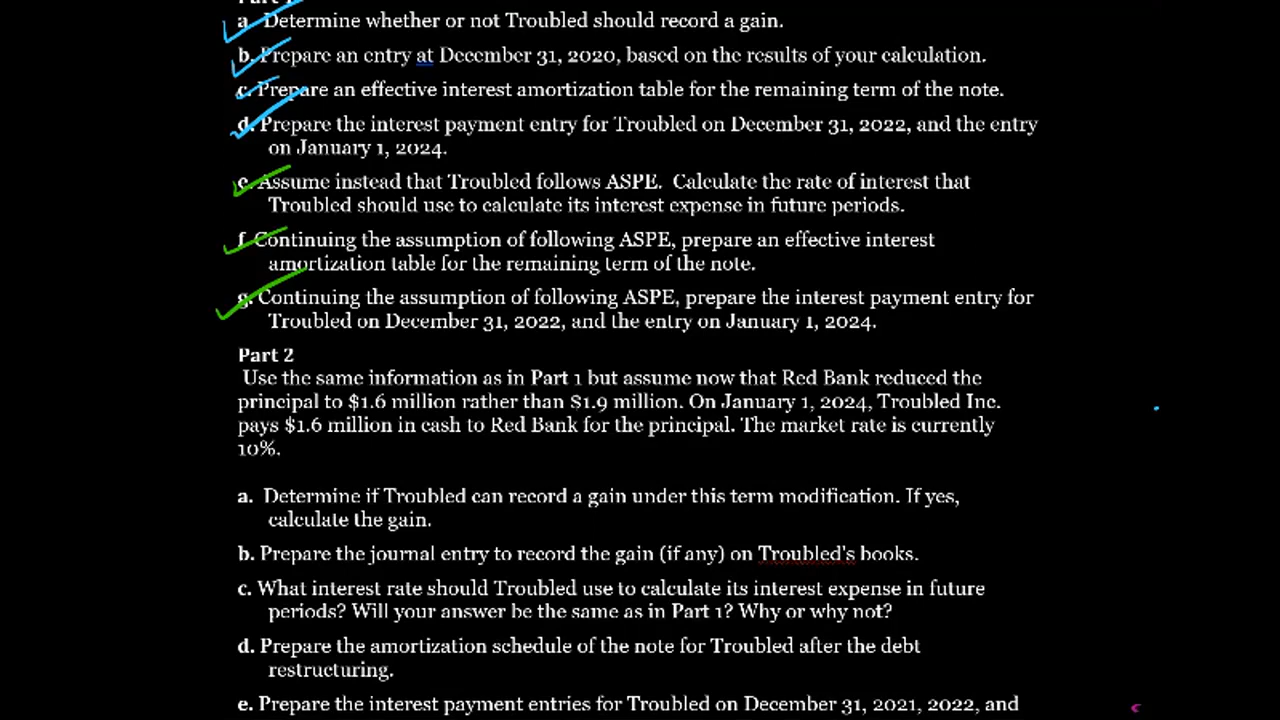 a. Determine whether or not Troubled should record a gain.
b. Prepare an entry at December 31, 2020, based on the results of your calculation.
c. Prepare an effective interest amortization table for the remaining term of the note.
d. Prepare the interest payment entry for Troubled on December 31, 2022, and the entry
on January 1, 2024.
e. Assume instead that Troubled follows ASPE.  Calculate the rate of interest that
Troubled should use to calculate its interest expense in future periods.
f. Continuing the assumption of following ASPE, prepare an effective interest
amortization table for the remaining term of the note.
g. Continuing the assumption of following ASPE, prepare the interest payment entry for
Troubled on December 31, 2022, and the entry on January 1, 2024.
Part 2
Use the same information as in Part 1 but assume now that Red Bank reduced the
principal to $1.6 million rather than $1.9 million. On January 1, 2024, Troubled Inc.
pays $1.6 million in cash to Red Bank for the principal. The market rate is currently
10%.
a.  Determine if Troubled can record a gain under this term modification. If yes,
calculate the gain.
b. Prepare the journal entry to record the gain (if any) on Troubled's books.
c. What interest rate should Troubled use to calculate its interest expense in future
periods? Will your answer be the same as in Part 1? Why or why not?
d. Prepare the amortization schedule of the note for Troubled after the debt
restructuring.
e. Prepare the interest payment entries for Troubled on December 31, 2021, 2022, and